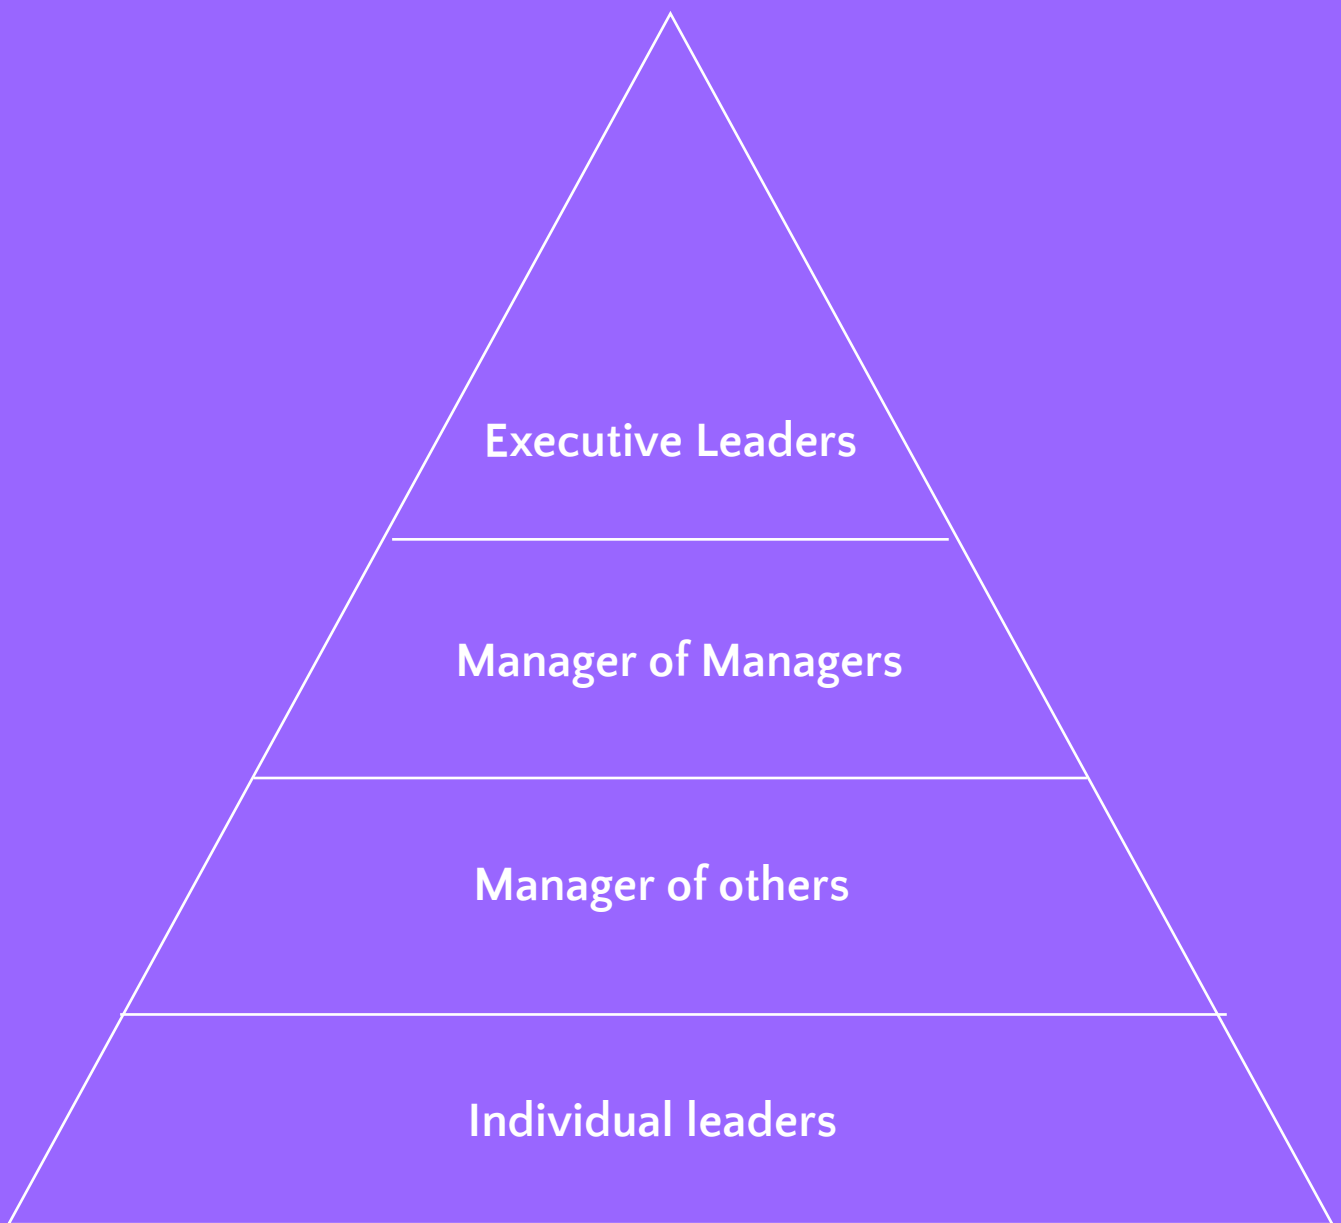 Executive Leaders
Manager of Managers
Manager of others
Individual leaders